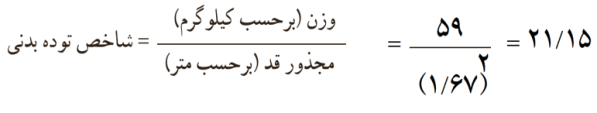 شاخص توده بدنی = وزن (برحسب کیلوگرم) / مجذور قد (برحسب متر) = ۵۹ / (۱/۶۷)^۲ = ۲۱/۱۵